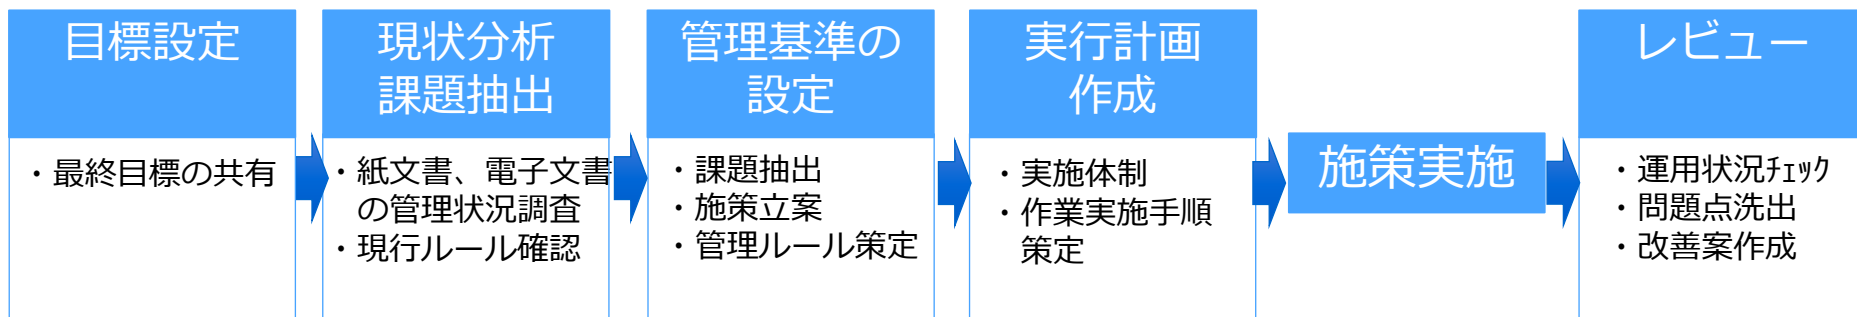 目標設定
・最終目標の共有
現状分析
課題抽出
・紙文書、電子文書
の管理状況調査
・現行ルール確認
管理基準の
設定
・課題抽出
・施策立案
・管理ルール策定
実行計画
作成
・実施体制
・作業実施手順
策定
施策実施
レビュー
・運用状況ﾁｪｯｸ
・問題点洗出
・改善案作成